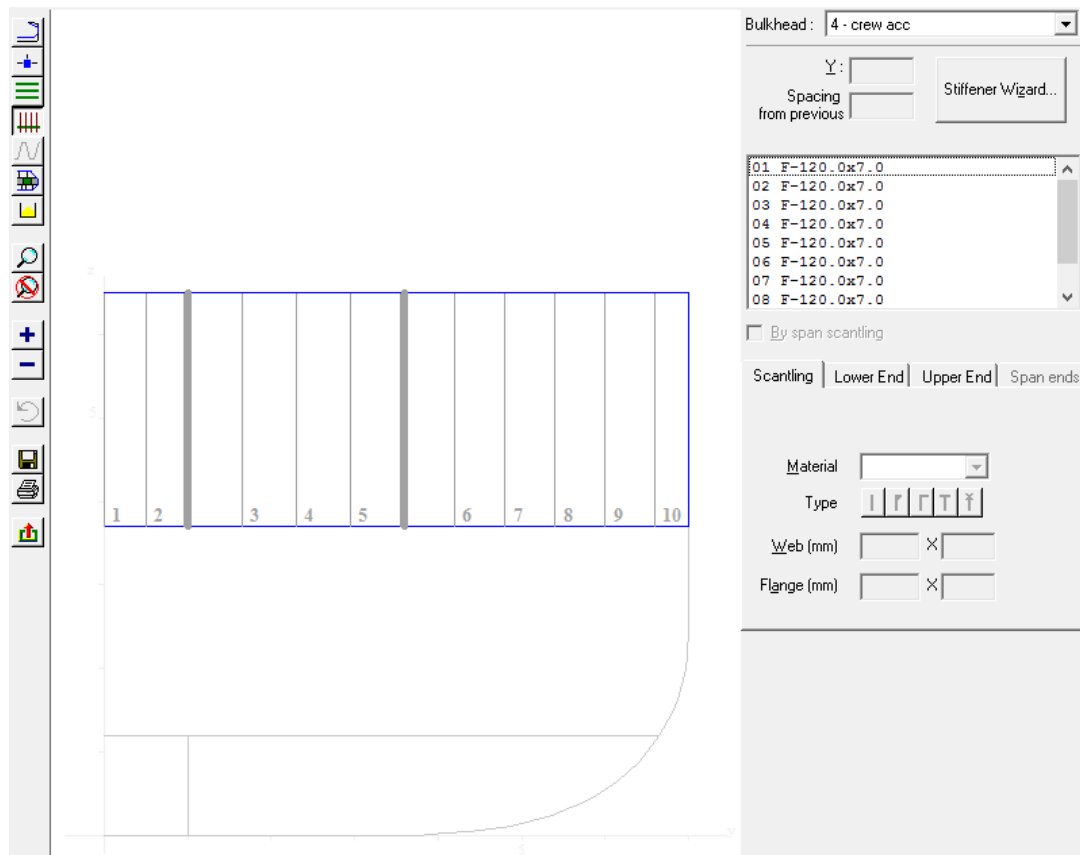 Bulkhead : 4 - crew acc
Y :
Spacing
from previous
Stiffener Wizard...
01 F-120.0x7.0
02 F-120.0x7.0
03 F-120.0x7.0
04 F-120.0x7.0
05 F-120.0x7.0
06 F-120.0x7.0
07 F-120.0x7.0
08 F-120.0x7.0
By span scantling
Scantling Lower End Upper End Span ends
Material
Type
Web (mm) X
Flange (mm) X
z
5
1 2 3 4 5 6 7 8 9 10
y
5